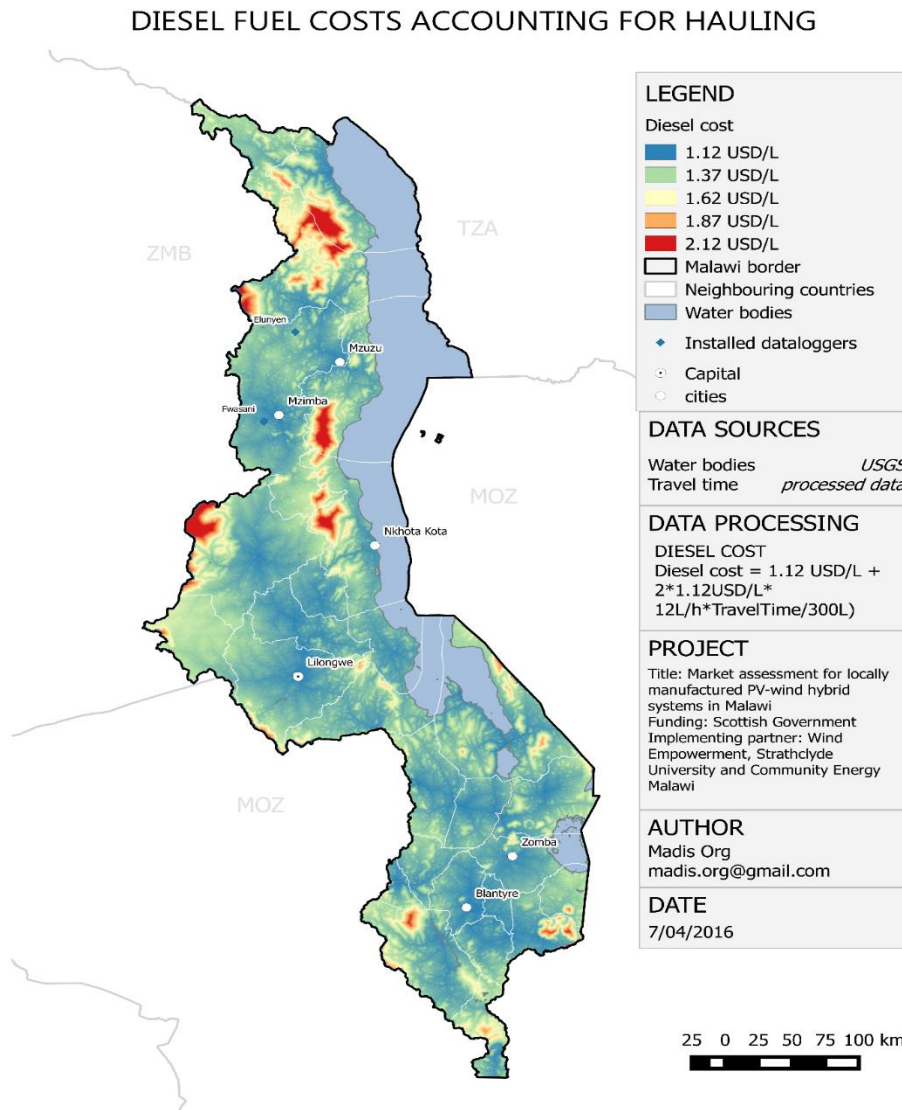 DIESEL FUEL COSTS ACCOUNTING FOR HAULING
LEGEND
Diesel cost
1.12 USD/L
1.37 USD/L
1.62 USD/L
1.87 USD/L
2.12 USD/L
Malawi border
Neighbouring countries
Water bodies
Installed dataloggers
Capital
cities
DATA SOURCES
Water bodies USGS
Travel time processed data
DATA PROCESSING
DIESEL COST
Diesel cost = 1.12 USD/L +
2*1.12USD/L*
12L/h*TravelTime/300L)
PROJECT
Title: Market assessment for locally
manufactured PV-wind hybrid
systems in Malawi
Funding: Scottish Government
Implementing partner: Wind
Empowerment, Strathclyde
University and Community Energy
Malawi
AUTHOR
Madis Org
madis.org@gmail.com
DATE
7/04/2016
25 0 25 50 75 100 km
ZMB
TZA
Elunyen
Mzuzu
Fwasani
Mzimba
MOZ
Nkhota Kota
Lilongwe
MOZ
Zomba
Blantyre